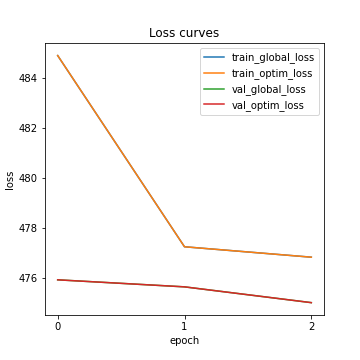 Loss curves
train_global_loss
train_optim_loss
val_global_loss
val_optim_loss
484
482
480
478
476
loss
0
1
2
epoch